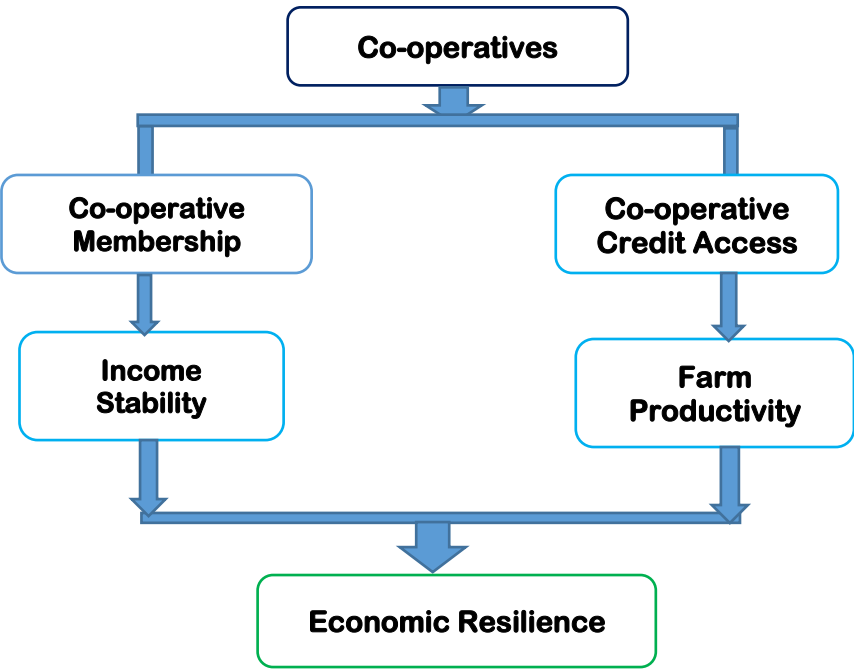 Co-operatives
Co-operative
Membership
Co-operative
Credit Access
Income
Stability
Farm
Productivity
Economic Resilience